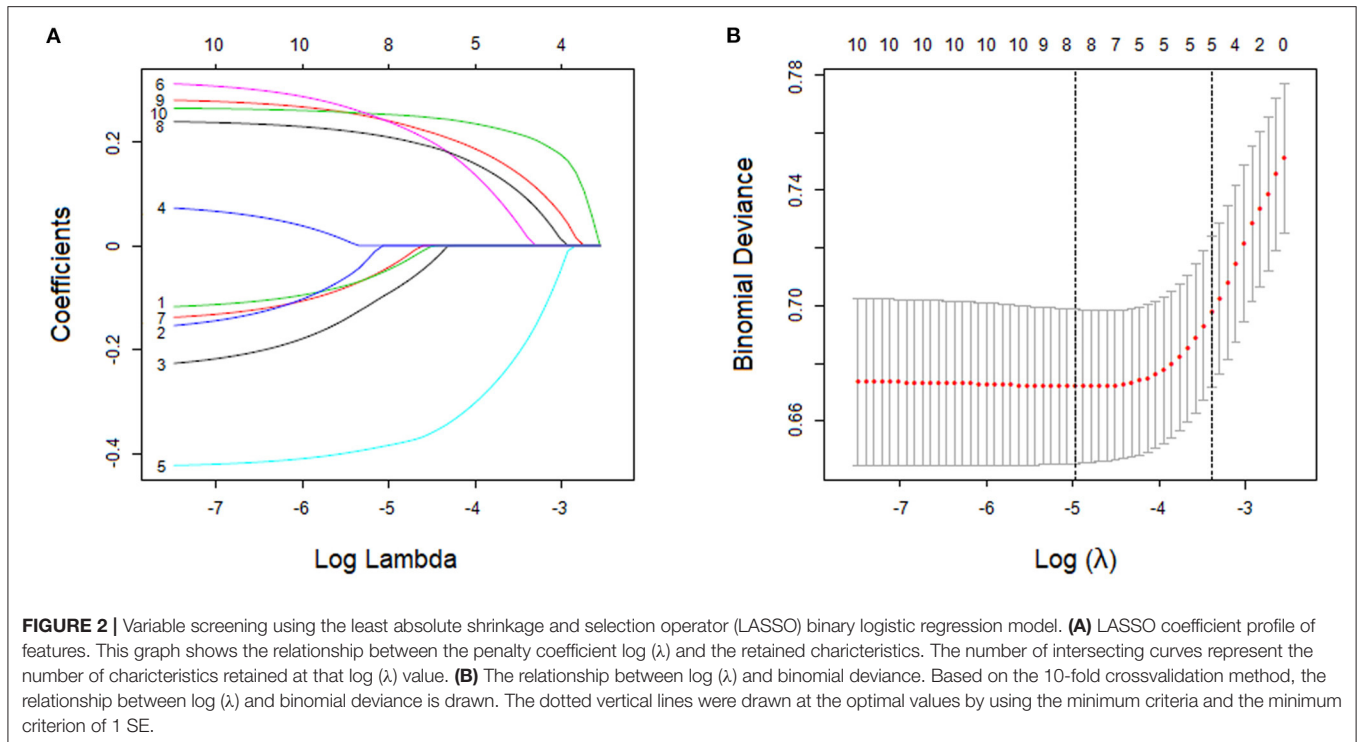 A
10 10 8 5 4
6
9
10
8
4
1
7
2
3
5
0.2
0
-0.2
-0.4
Coefficients
-7 -6 -5 -4 -3
Log Lambda
B
10 10 10 10 10 10 9 8 8 7 5 5 5 5 4 2 0
0.78
0.74
0.70
0.66
Binomial Deviance
-7 -6 -5 -4 -3
Log (λ)
FIGURE 2 | Variable screening using the least absolute shrinkage and selection operator (LASSO) binary logistic regression model. (A) LASSO coefficient profile of
features. This graph shows the relationship between the penalty coefficient log (λ) and the retained charicteristics. The number of intersecting curves represent the
number of charicteristics retained at that log (λ) value. (B) The relationship between log (λ) and binomial deviance. Based on the 10-fold crossvalidation method, the
relationship between log (λ) and binomial deviance is drawn. The dotted vertical lines were drawn at the optimal values by using the minimum criteria and the minimum
criterion of 1 SE.